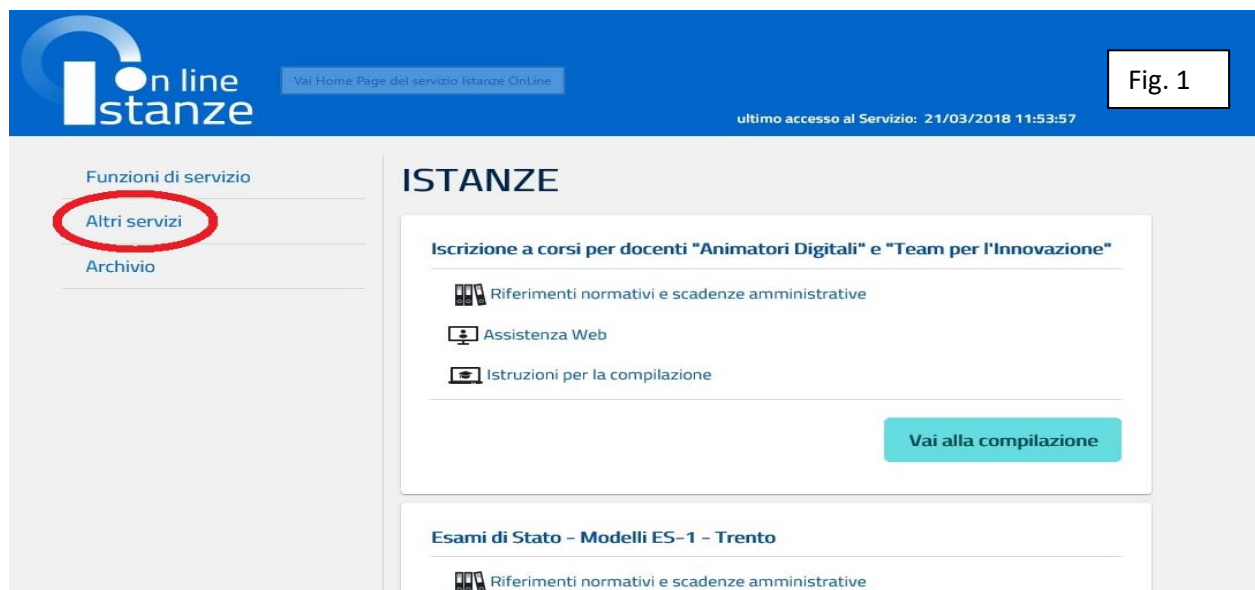 On line
Istanze
Vai Home Page del servizio Istanze OnLine
Fig. 1
ultimo accesso al Servizio: 21/03/2018 11:53:57
Funzioni di servizio
Altri servizi
Archivio
ISTANZE
Iscrizione a corsi per docenti "Animatori Digitali" e "Team per l'Innovazione"
Riferimenti normativi e scadenze amministrative
Assistenza Web
Istruzioni per la compilazione
Vai alla compilazione
Esami di Stato – Modelli ES-1 – Trento
Riferimenti normativi e scadenze amministrative